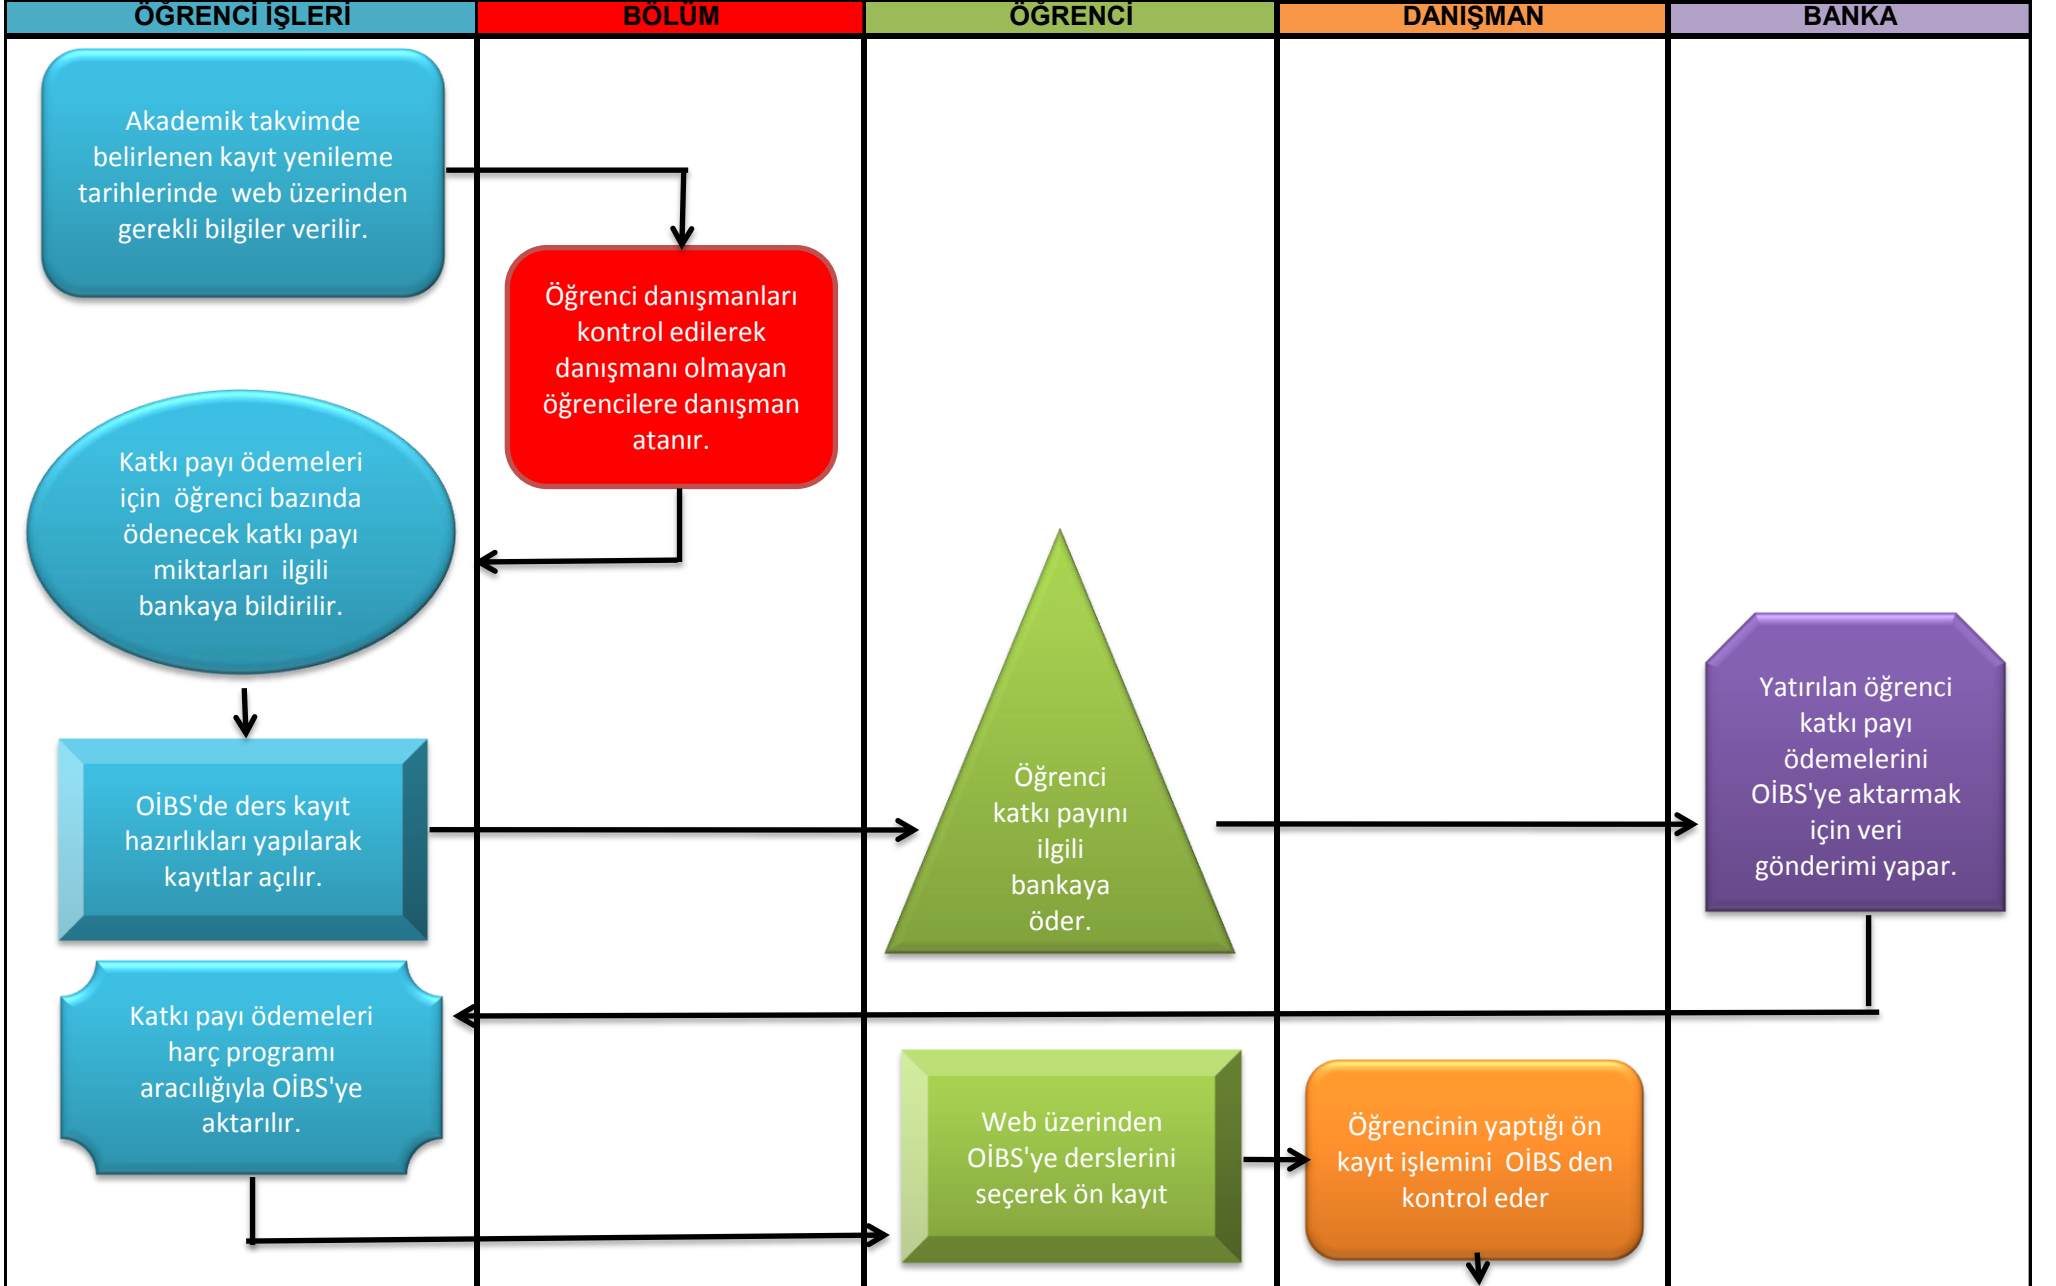 ÖĞRENCİ İŞLERİ
BÖLÜM
ÖĞRENCİ
DANIŞMAN
BANKA
Akademik takvimde
belirlenen kayıt yenileme
tarihlerinde web üzerinden
gerekli bilgiler verilir.
Öğrenci danışmanları
kontrol edilerek
danışmanı olmayan
öğrencilere danışman
atanır.
Katkı payı ödemeleri
için öğrenci bazında
ödenecek katkı payı
miktarları ilgili
bankaya bildirilir.
OİBS'de ders kayıt
hazırlıkları yapılarak
kayıtlar açılır.
Öğrenci
katkı payını
ilgili
bankaya
öder.
Yatırılan öğrenci
katkı payı
ödemelerini
OİBS'ye aktarmak
için veri
gönderimi yapar.
Katkı payı ödemeleri
harç programı
aracılığıyla OİBS'ye
aktarılır.
Web üzerinden
OİBS'ye derslerini
seçerek ön kayıt
Öğrencinin yaptığı ön
kayıt işlemini OİBS den
kontrol eder